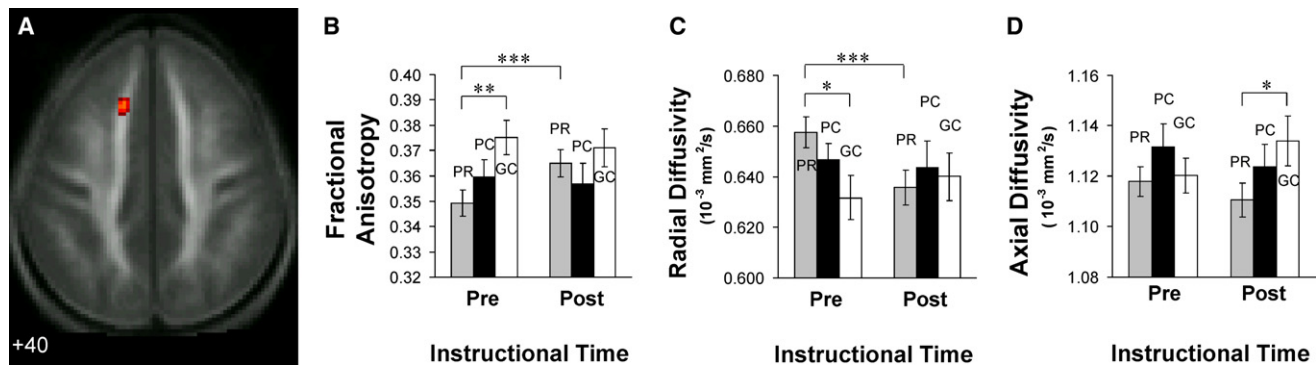 A
+40
B
Fractional
Anisotropy
0.40
0.39
0.38
0.37
0.36
0.35
0.34
0.33
0.32
***
**
PR
PC
GC
PR
PC
GC
Pre
Post
Instructional Time
C
Radial Diffusivity
(10⁻³ mm²/s)
0.680
0.660
0.640
0.620
0.600
***
*
PR
PC
GC
PR
PC
GC
Pre
Post
Instructional Time
D
Axial Diffusivity
( 10⁻³ mm²/s)
1.16
1.14
1.12
1.10
1.08
*
PR
PC
GC
PR
PC
GC
Pre
Post
Instructional Time